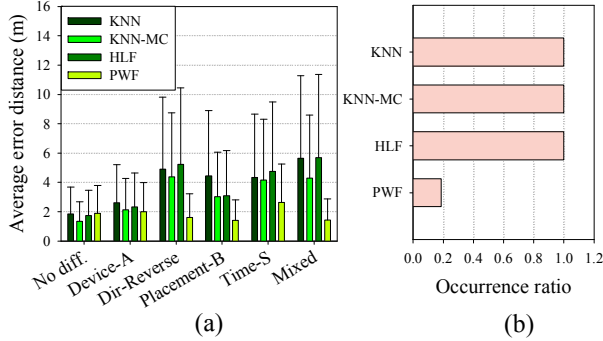 (a)
Average error distance (m)
16
14
12
10
8
6
4
2
0
KNN
KNN-MC
HLF
PWF
No diff.
Device-A
Dir-Reverse
Placement-B
Time-S
Mixed
(b)
KNN
KNN-MC
HLF
PWF
0.0 0.2 0.4 0.6 0.8 1.0 1.2
Occurrence ratio
(a)
(b)